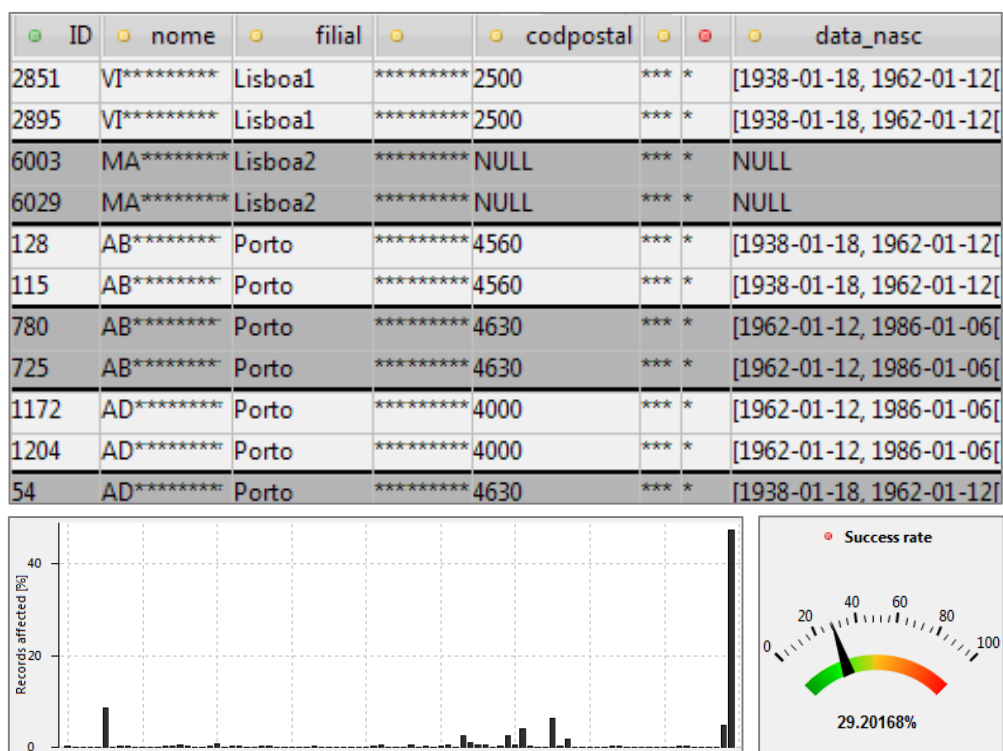 ID nome filial codpostal data_nasc
2851 VI********* Lisboa1 ********* 2500 *** * [1938-01-18, 1962-01-12[
2895 VI********* Lisboa1 ********* 2500 *** * [1938-01-18, 1962-01-12[
6003 MA********* Lisboa2 ********* NULL *** * NULL
6029 MA********* Lisboa2 ********* NULL *** * NULL
128 AB********* Porto ********* 4560 *** * [1938-01-18, 1962-01-12[
115 AB********* Porto ********* 4560 *** * [1938-01-18, 1962-01-12[
780 AB********* Porto ********* 4630 *** * [1962-01-12, 1986-01-06[
725 AB********* Porto ********* 4630 *** * [1962-01-12, 1986-01-06[
1172 AD********* Porto ********* 4000 *** * [1962-01-12, 1986-01-06[
1204 AD********* Porto ********* 4000 *** * [1962-01-12, 1986-01-06[
54 AD********* Porto ********* 4630 *** * [1938-01-18, 1962-01-12[
Records affected [%]
40
20
0
Success rate
0 20 40 60 80 100
29.20168%